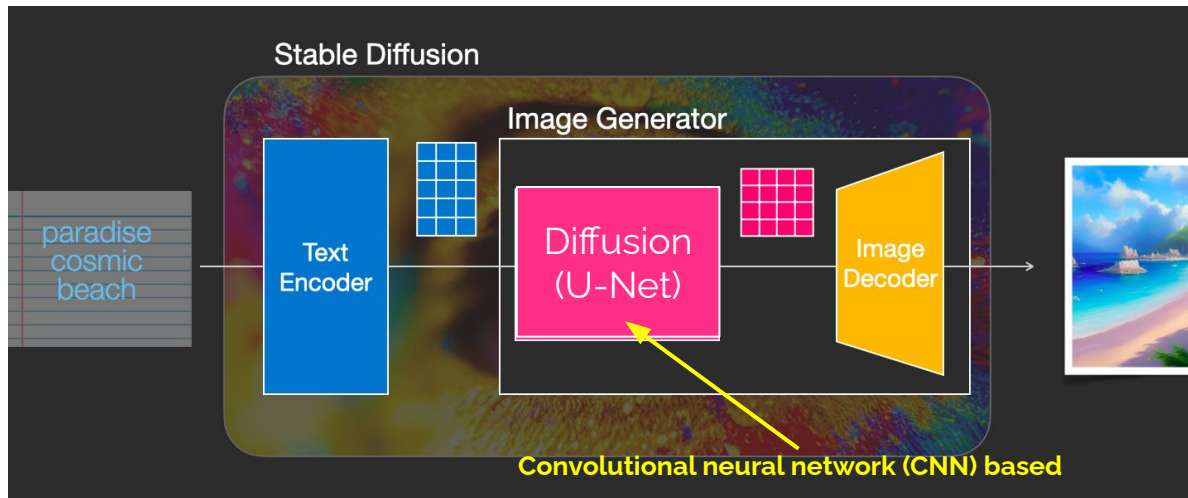 Stable Diffusion
Image Generator
paradise
cosmic
beach
Text
Encoder
Diffusion
(U-Net)
Image
Decoder
Convolutional neural network (CNN) based